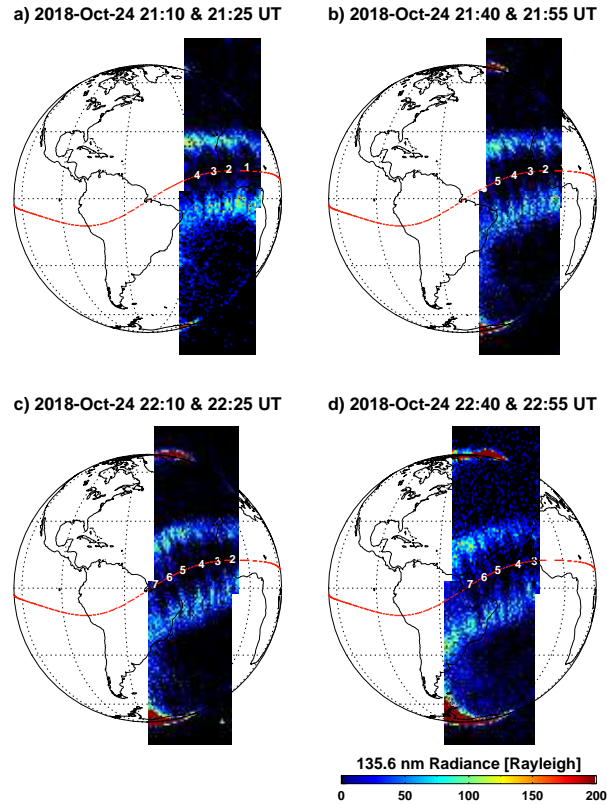 a) 2018-Oct-24 21:10 & 21:25 UT
4 3 2 1
b) 2018-Oct-24 21:40 & 21:55 UT
5 4 3 2
c) 2018-Oct-24 22:10 & 22:25 UT
7 6 5 4 3 2
d) 2018-Oct-24 22:40 & 22:55 UT
7 6 5 3
135.6 nm Radiance [Rayleigh]
0 50 100 150 200